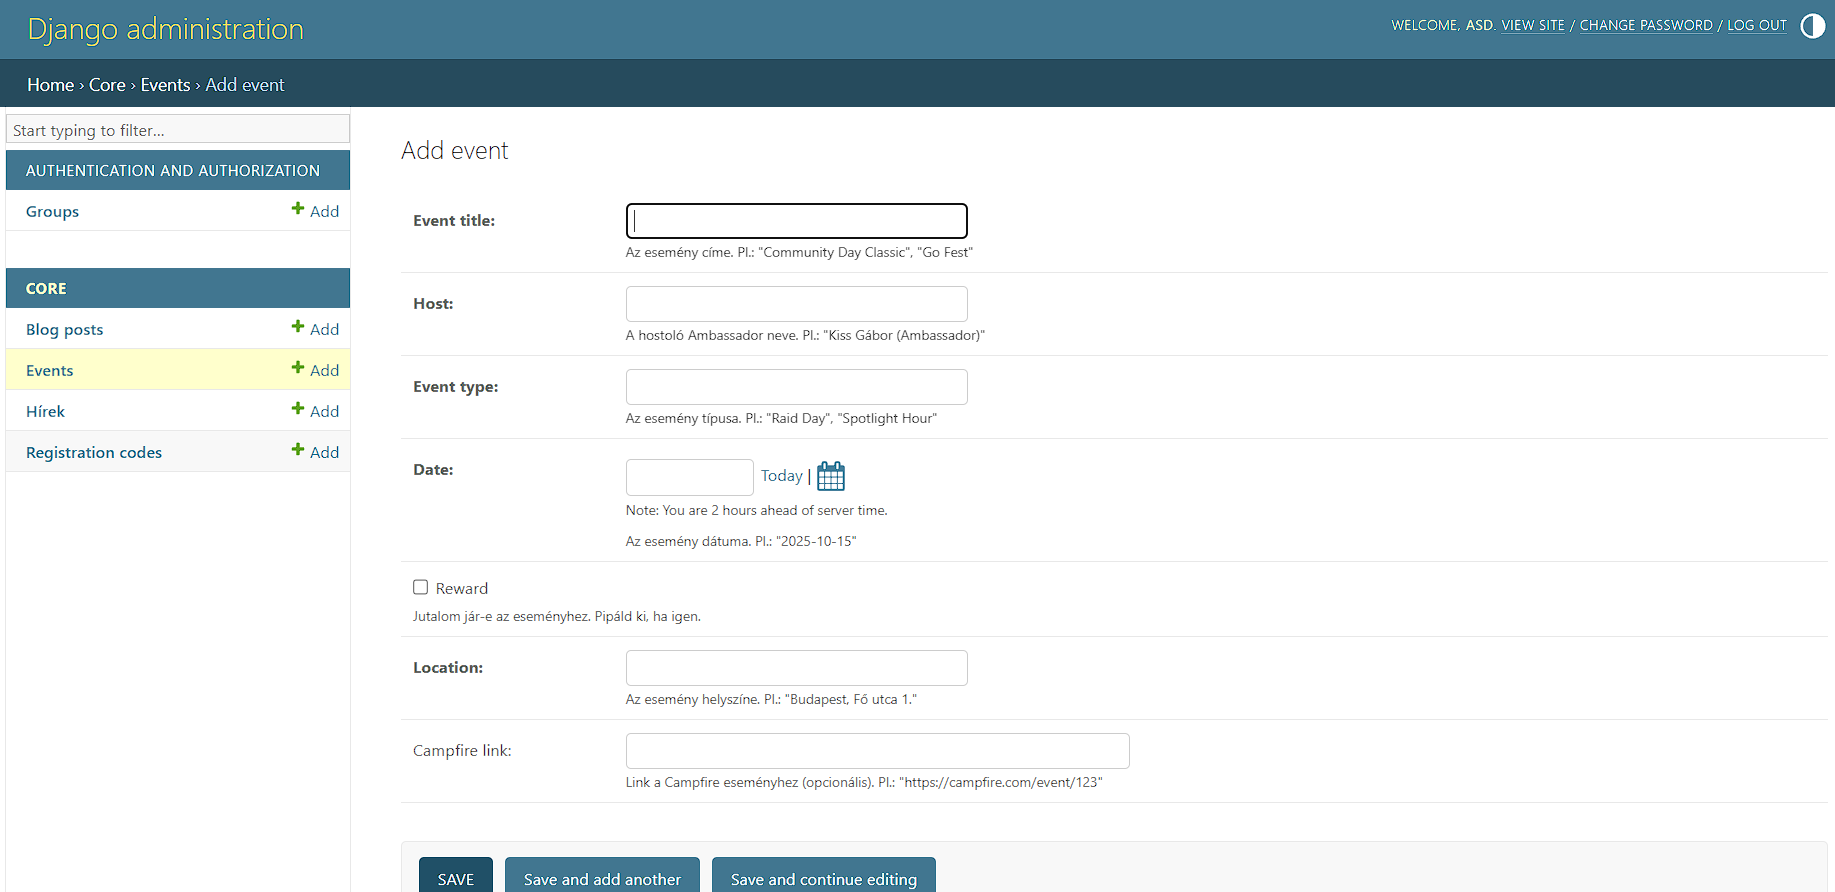 Django administration
WELCOME, ASD. VIEW SITE / CHANGE PASSWORD / LOG OUT
Home › Core › Events › Add event
Start typing to filter...
AUTHENTICATION AND AUTHORIZATION
Groups
Add
CORE
Blog posts
Add
Events
Add
Hírek
Add
Registration codes
Add
Add event
Event title:
Az esemény címe. Pl.: "Community Day Classic", "Go Fest"
Host:
A hostoló Ambassador neve. Pl.: "Kiss Gábor (Ambassador)"
Event type:
Az esemény típusa. Pl.: "Raid Day", "Spotlight Hour"
Date:
Today |
Note: You are 2 hours ahead of server time.
Az esemény dátuma. Pl.: "2025-10-15"
Reward
Jutalom jár-e az eseményhez. Pipáld ki, ha igen.
Location:
Az esemény helyszíne. Pl.: "Budapest, Fő utca 1."
Campfire link:
Link a Campfire eseményhez (opcionális). Pl.: "https://campfire.com/event/123"
SAVE
Save and add another
Save and continue editing